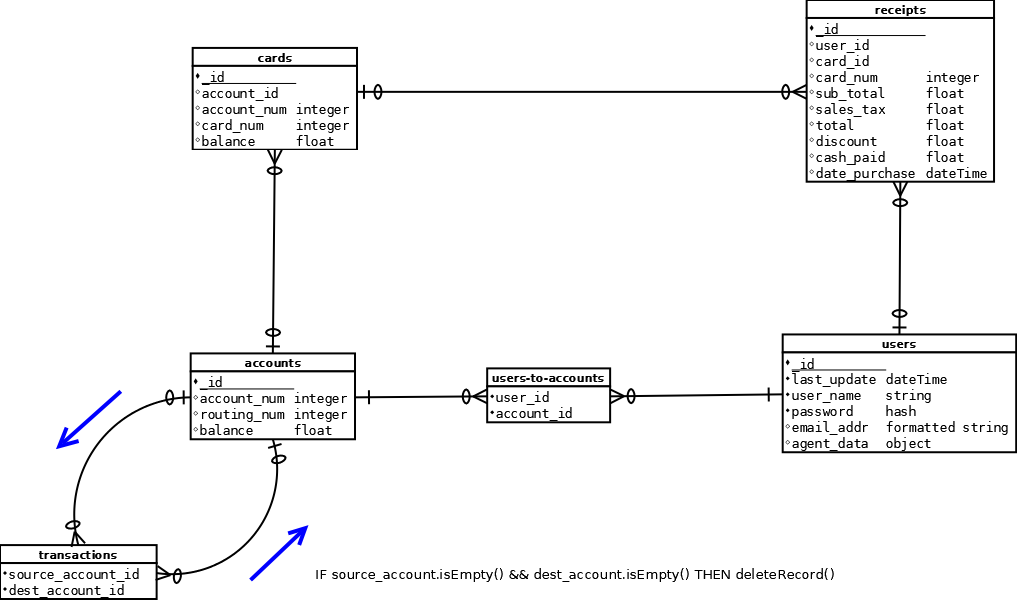 receipts
_id
user_id
card_id
card_num integer
sub_total float
sales_tax float
total float
discount float
cash_paid float
date_purchase dateTime
cards
_id
account_id
account_num integer
card_num integer
balance float
accounts
_id
account_num integer
routing_num integer
balance float
users-to-accounts
user_id
account_id
users
_id
last_update dateTime
user_name string
password hash
email_addr formatted string
agent_data object
transactions
source_account_id
dest_account_id
IF source_account.isEmpty() && dest_account.isEmpty() THEN deleteRecord()